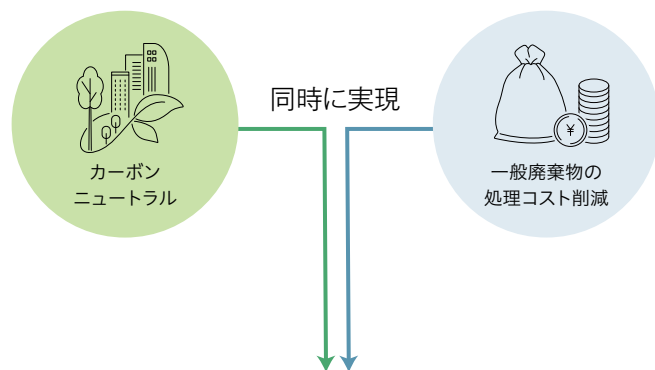 同時に実現
カーボン
ニュートラル
¥
一般廃棄物の
処理コスト削減